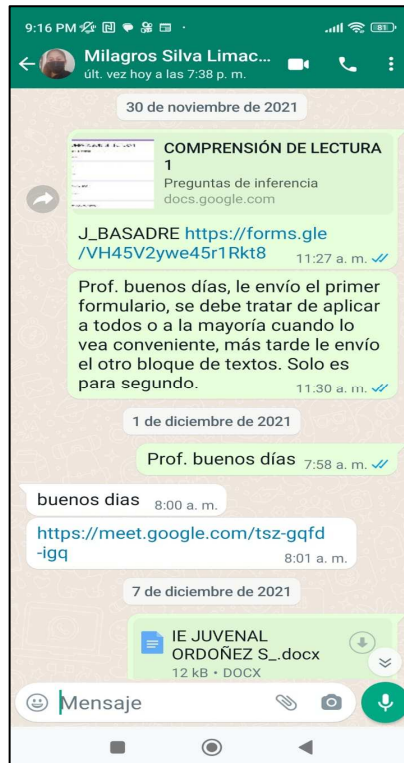 9:16 PM
81
Milagros Silva Limac...
últ. vez hoy a las 7:38 p. m.
30 de noviembre de 2021
COMPRENSIÓN DE LECTURA
1
Preguntas de inferencia
docs.google.com
J_BASADRE https://forms.gle
/VH45V2ywe45r1Rkt8 11:27 a. m.
Prof. buenos días, le envío el primer
formulario, se debe tratar de aplicar
a todos o a la mayoría cuando lo
vea conveniente, más tarde le envío
el otro bloque de textos. Solo es
para segundo. 11:30 a. m.
1 de diciembre de 2021
Prof. buenos días 7:58 a. m.
buenos dias 8:00 a. m.
https://meet.google.com/tsz-gqfd
-igq 8:01 a. m.
7 de diciembre de 2021
IE JUVENAL
ORDOÑEZ S_.docx
12 kB • DOCX
Mensaje